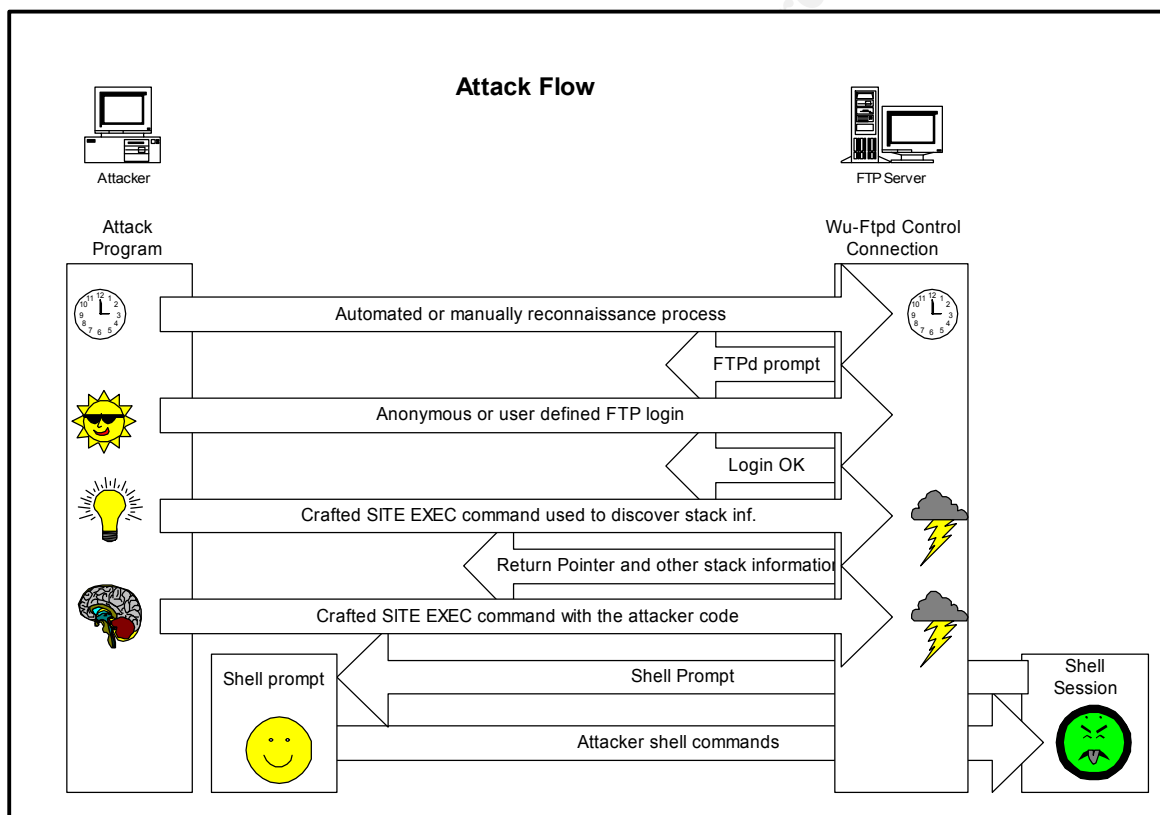 Attack Flow
Attacker
FTP Server
Attack
Program
Wu-Ftpd Control
Connection
Automated or manually reconnaissance process
FTPd prompt
Anonymous or user defined FTP login
Login OK
Crafted SITE EXEC command used to discover stack inf.
Return Pointer and other stack information
Crafted SITE EXEC command with the attacker code
Shell prompt
Shell Prompt
Shell
Session
Attacker shell commands